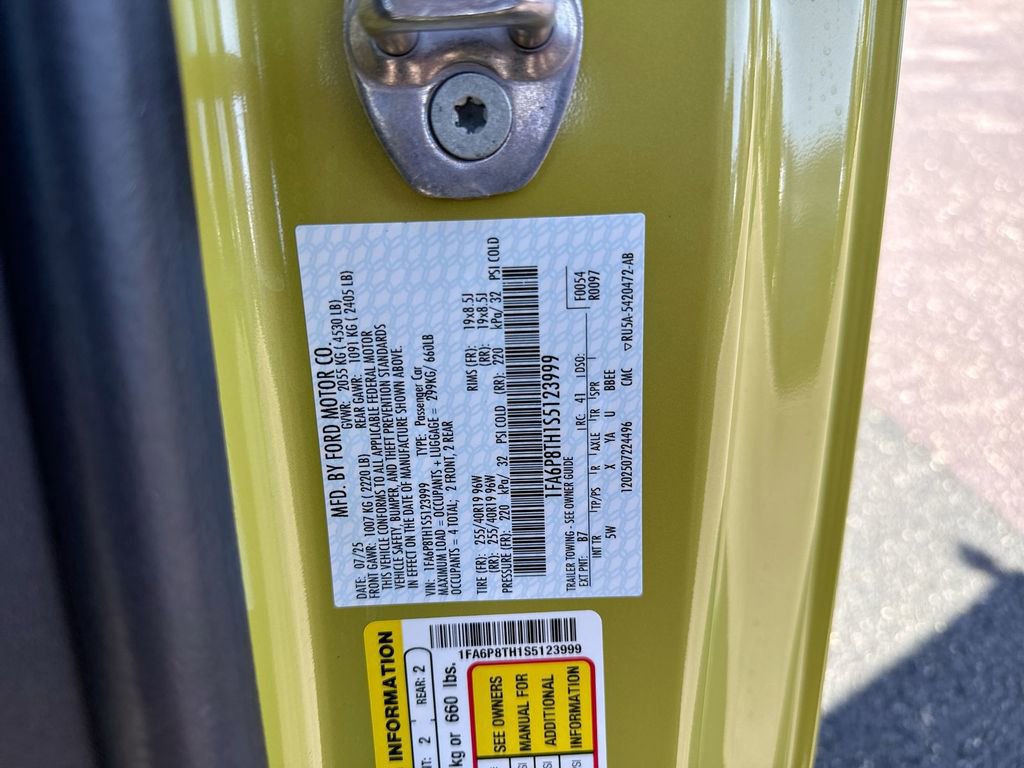 MFD. BY FORD MOTOR CO.
DATE: 07/25 GVWR: 2055 KG ( 4530 LB)
FRONT GAWR: 1007 KG ( 2220 LB) REAR GAWR: 1091 KG ( 2405 LB)
THIS VEHICLE CONFORMS TO ALL APPLICABLE FEDERAL MOTOR
VEHICLE SAFETY, BUMPER, AND THEFT PREVENTION STANDARDS
IN EFFECT ON THE DATE OF MANUFACTURE SHOWN ABOVE.
VIN: 1FA6P8TH1S5123999 TYPE: Passenger Car
MAXIMUM LOAD = OCCUPANTS + LUGGAGE = 299KG/ 660LB
OCCUPANTS = 4 TOTAL; 2 FRONT, 2 REAR
TIRE (FR): 255/40R19 96W RIMS (FR): 19x8.5J
(RR): 255/40R19 96W (RR): 19x8.5J
PRESSURE (FR): 220 kPa/ 32 PSI COLD (RR): 220 kPa/ 32 PSI COLD
1FA6P8TH1S5123999
TRAILER TOWING - SEE OWNER GUIDE F0054
EXT PNT: B7 RC: 41 DSO: R0097
INT TR TYP/PS R AXLE TR SPR
5W X YA U BBEE
1202507224496 CMC ▽RU5A-5420472-AB
INFORMATION
2 REAR: 2
kg or 660 lbs.
1FA6P8TH1S5123999
SEE OWNERS
MANUAL FOR
ADDITIONAL
INFORMATION